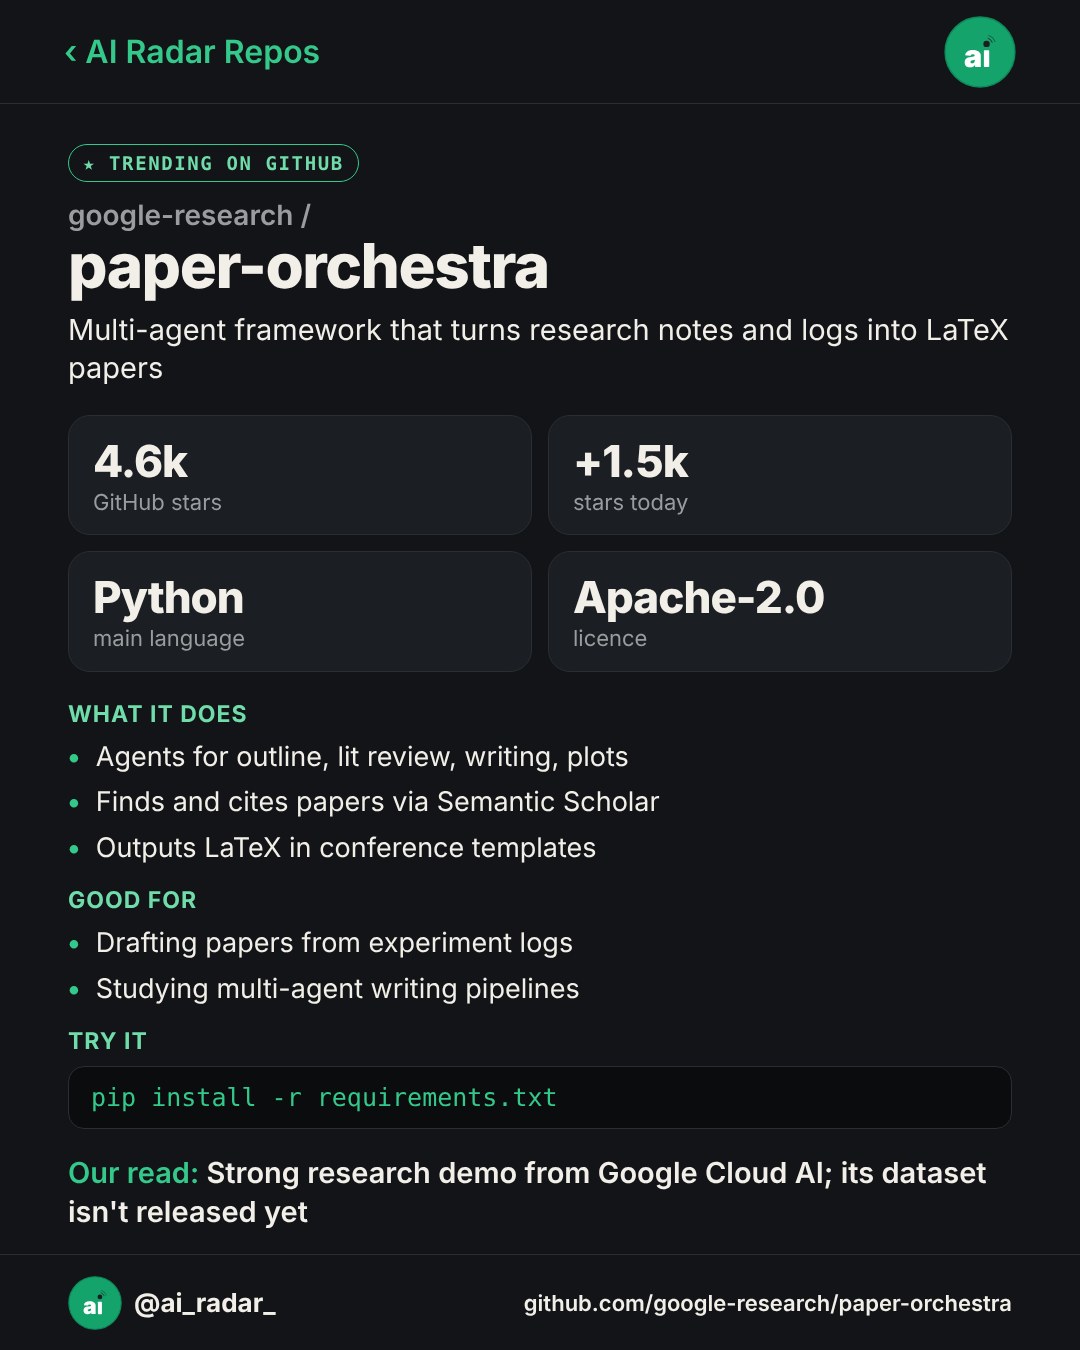 ‹ AI Radar Repos
ai
★ TRENDING ON GITHUB
google-research /
paper-orchestra
Multi-agent framework that turns research notes and logs into LaTeX
papers
4.6k
GitHub stars
+1.5k
stars today
Python
main language
Apache-2.0
licence
WHAT IT DOES
• Agents for outline, lit review, writing, plots
• Finds and cites papers via Semantic Scholar
• Outputs LaTeX in conference templates
GOOD FOR
• Drafting papers from experiment logs
• Studying multi-agent writing pipelines
TRY IT
pip install -r requirements.txt
Our read: Strong research demo from Google Cloud AI; its dataset
isn't released yet
ai
@ai_radar_
github.com/google-research/paper-orchestra